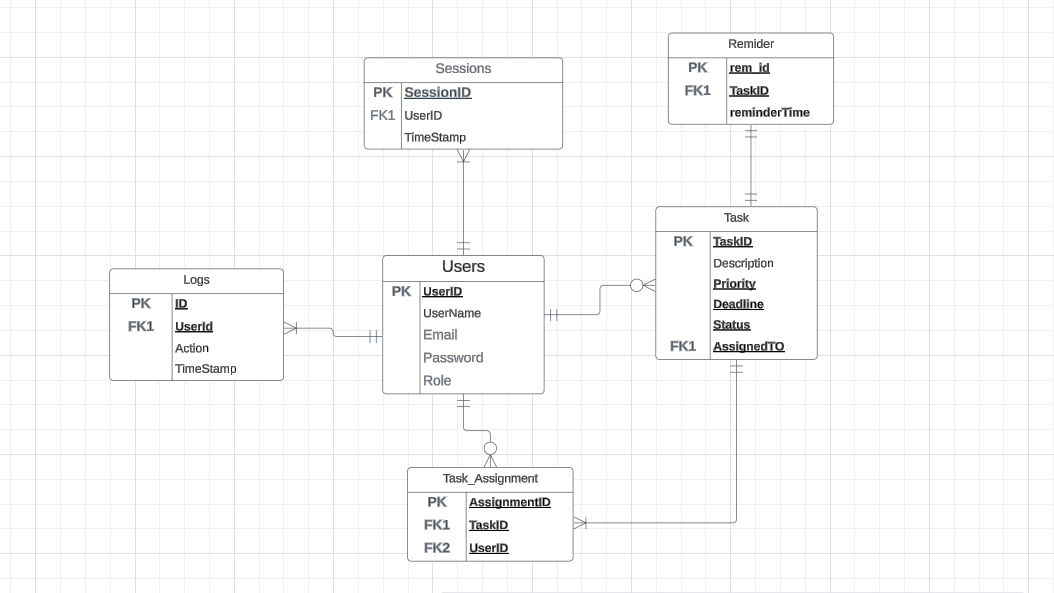 Remider
PK rem_id
FK1 TaskID
reminderTime
Sessions
PK SessionID
FK1 UserID
TimeStamp
Task
PK TaskID
Description
Priority
Deadline
Status
FK1 AssignedTO
Users
PK UserID
UserName
Email
Password
Role
Logs
PK ID
FK1 UserId
Action
TimeStamp
Task_Assignment
PK AssignmentID
FK1 TaskID
FK2 UserID